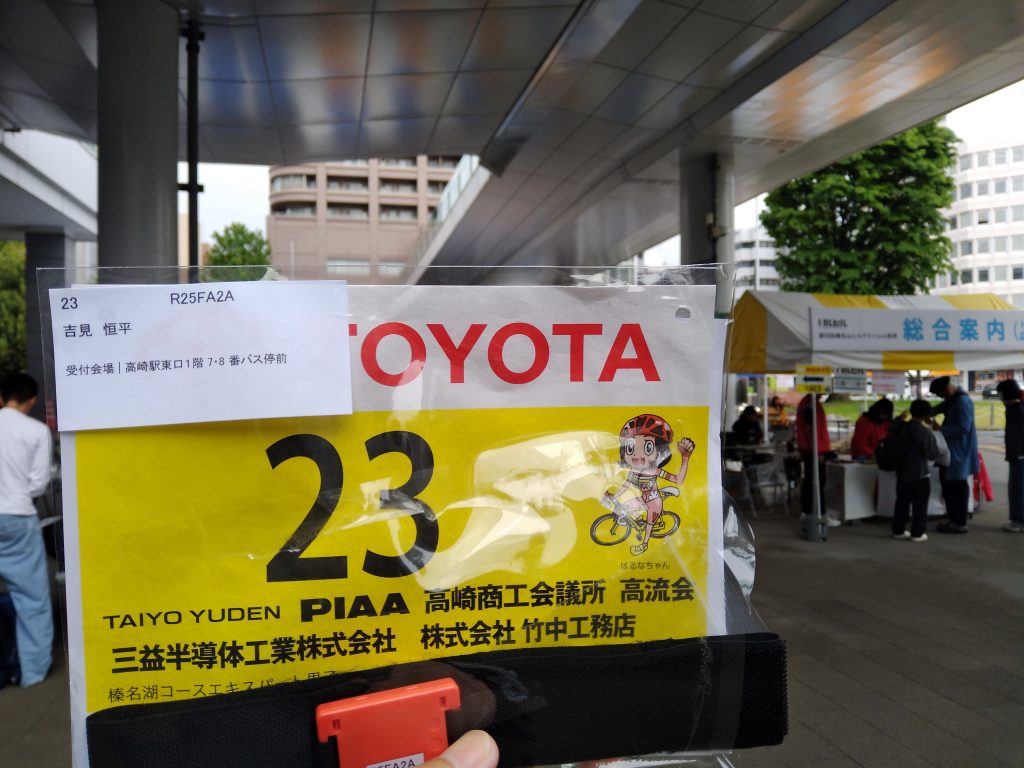 23 R25FA2A
吉見 恒平
受付会場 | 高崎駅東口1階 7・8 番バス停前
TOYOTA
23
はるなちゃん
TAIYO YUDEN PIAA 高崎商工会議所 高流会
三益半導体工業株式会社 株式会社 竹中工務店
榛名湖コースエキスパート男子
総合案内